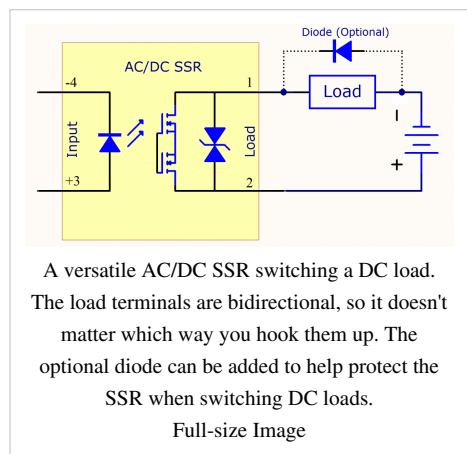 Diode (Optional)
AC/DC SSR
-4
1
Load
Input
Load
–
+
+3
2
A versatile AC/DC SSR switching a DC load.
The load terminals are bidirectional, so it doesn't
matter which way you hook them up. The
optional diode can be added to help protect the
SSR when switching DC loads.
Full-size Image